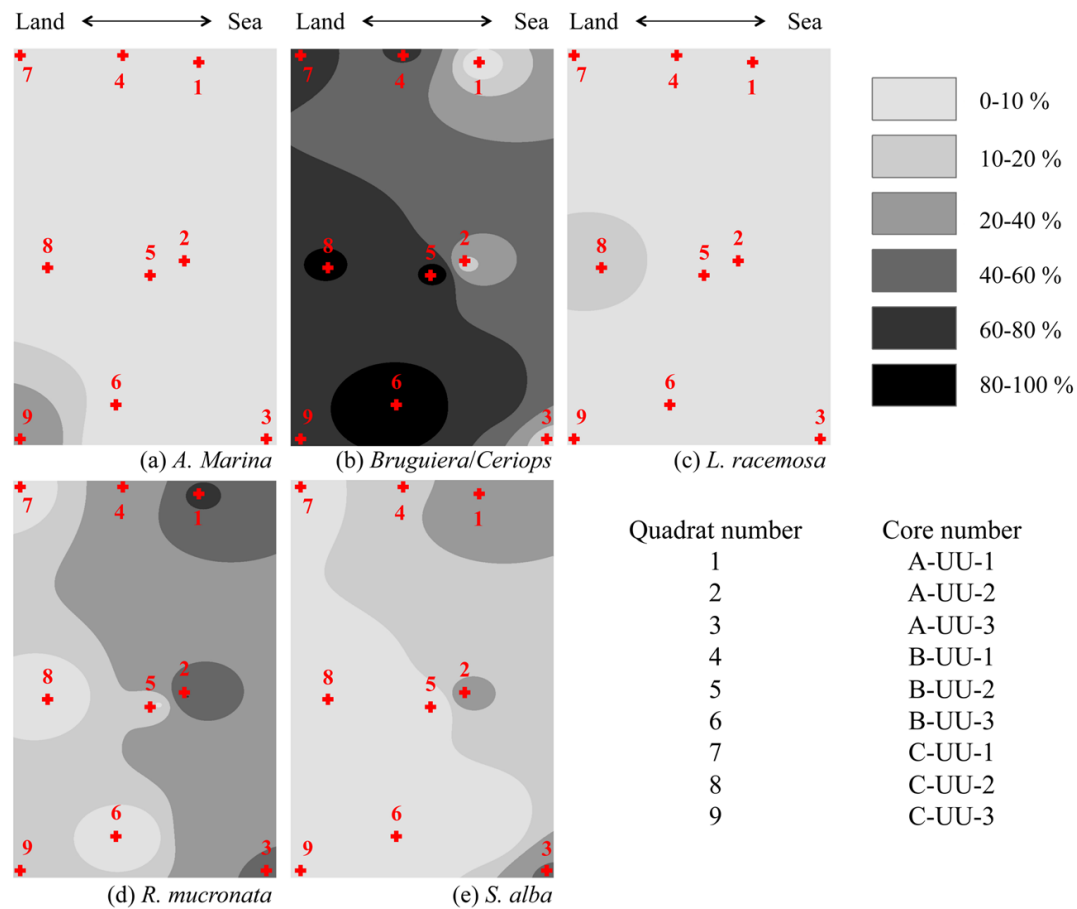 Land Sea
Land Sea
Land Sea
7 4 1
7 4 1
7 4 1
8 5 2
8 5 2
8 5 2
6
6
6
9 3
9 3
9 3
(a) A. Marina
(b) Bruguiera/Ceriops
(c) L. racemosa
0-10 %
10-20 %
20-40 %
40-60 %
60-80 %
80-100 %
7 4 1
7 4 1
8 5 2
8 5 2
6
6
9 3
9 3
(d) R. mucronata
(e) S. alba
Quadrat number Core number
1 A-UU-1
2 A-UU-2
3 A-UU-3
4 B-UU-1
5 B-UU-2
6 B-UU-3
7 C-UU-1
8 C-UU-2
9 C-UU-3